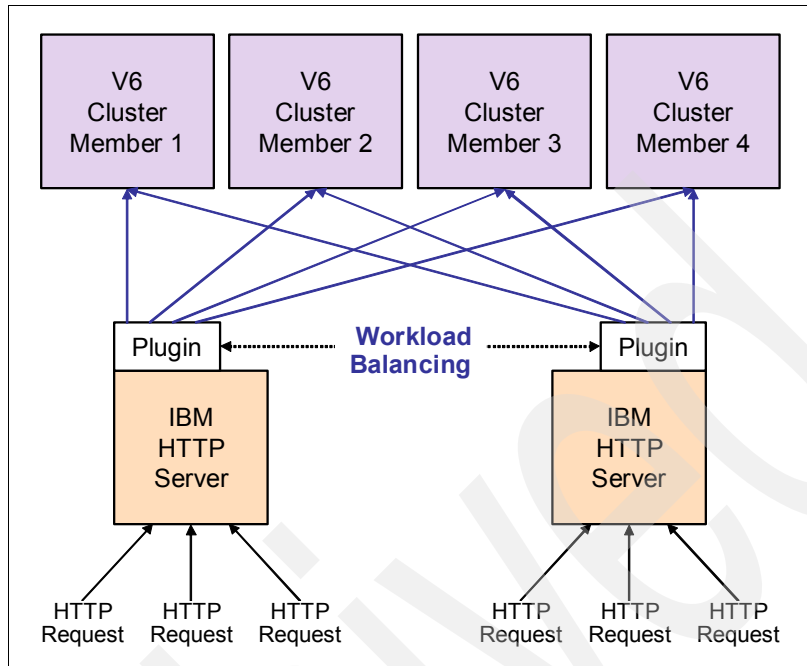 V6
Cluster
Member 1
V6
Cluster
Member 2
V6
Cluster
Member 3
V6
Cluster
Member 4
Plugin
Workload
Balancing
Plugin
IBM
HTTP
Server
IBM
HTTP
Server
HTTP
Request
HTTP
Request
HTTP
Request
HTTP
Request
HTTP
Request
HTTP
Request